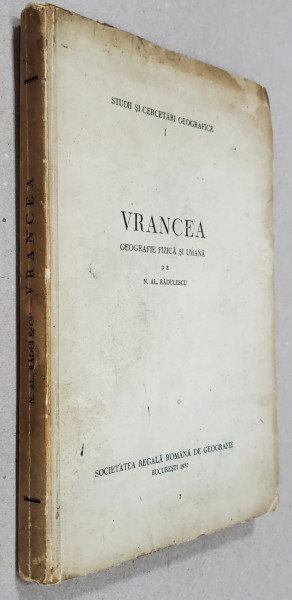 STUDII ȘI CERCETĂRI GEOGRAFICE
I
VRANCEA
GEOGRAFIE FIZICĂ ȘI UMANĂ
DE
N. AL. RĂDULESCU
SOCIETATEA REGALĂ ROMÂNĂ DE GEOGRAFIE
BUCUREȘTI 1937
N. AL. RĂDULESCU — VRANCEA